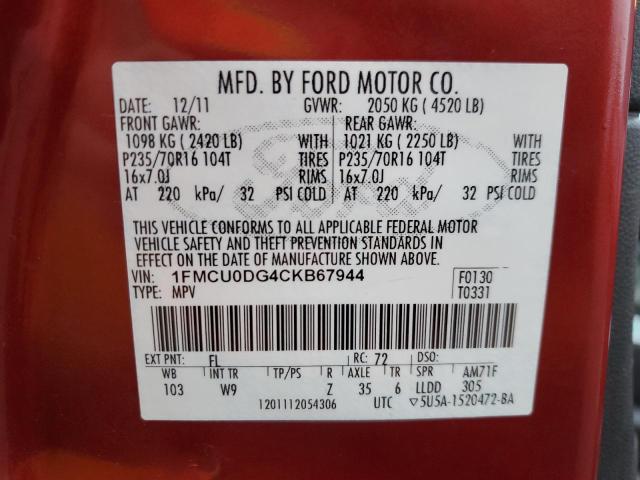 MFD. BY FORD MOTOR CO.
DATE: 12/11 GVWR: 2050 KG ( 4520 LB)
FRONT GAWR: REAR GAWR:
1098 KG ( 2420 LB) WITH 1021 KG ( 2250 LB) WITH
P235/70R16 104T TIRES P235/70R16 104T TIRES
16x7.0J RIMS 16x7.0J RIMS
AT 220 kPa/ 32 PSI COLD AT 220 kPa/ 32 PSI COLD
THIS VEHICLE CONFORMS TO ALL APPLICABLE FEDERAL MOTOR
VEHICLE SAFETY AND THEFT PREVENTION STANDARDS IN
EFFECT ON THE DATE OF MANUFACTURE SHOWN ABOVE.
VIN: 1FMCU0DG4CKB67944 F0130
TYPE: MPV T0331
EXT PNT: FL RC: 72 DSO:
WB INT TR TP/PS R AXLE TR SPR AM71F
103 W9 Z 35 6 LLDD 305
1201112054306 UTC ▽5U5A-1520472-BA